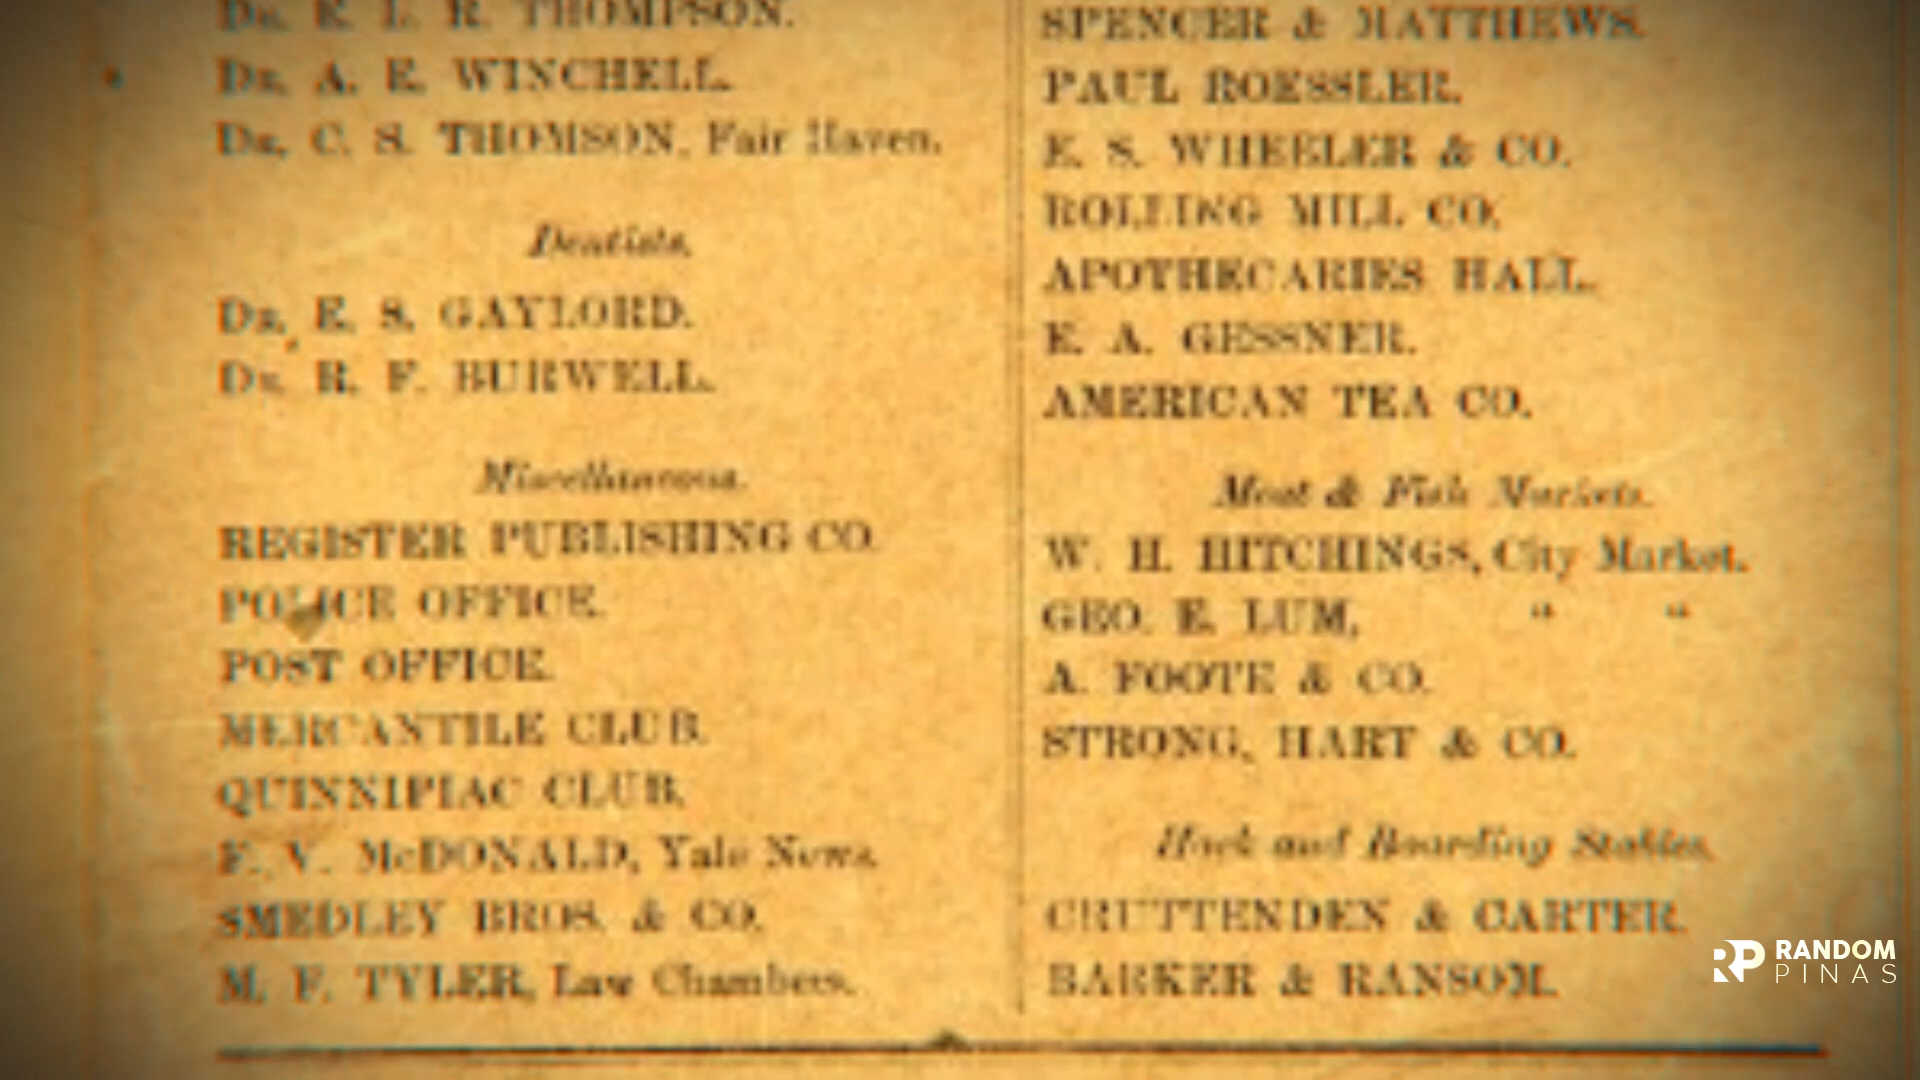 Dr. E. L. R. THOMPSON.
Dr. A. E. WINCHELL.
Dr. C. S. THOMSON, Fair Haven.
Dentists.
Dr. E. S. GAYLORD.
Dr. R. F. BURWELL.
Miscellaneous.
REGISTER PUBLISHING CO.
POLICE OFFICE.
POST OFFICE.
MERCANTILE CLUB.
QUINNIPIAC CLUB.
F. V. McDONALD, Yale News.
SMEDLEY BROS. & CO.
M. F. TYLER, Law Chambers.
SPENCER & MATTHEWS.
PAUL ROESSLER.
E. S. WHEELER & CO.
ROLLING MILL CO.
APOTHECARIES HALL.
E. A. GESSNER.
AMERICAN TEA CO.
Meat & Fish Markets.
W. H. HITCHINGS, City Market.
GEO. E. LUM, " "
A. FOOTE & CO.
STRONG, HART & CO.
Hack and Boarding Stables.
CRUTTENDEN & CARTER.
BARKER & RANSOM.
RP RANDOM
PINAS